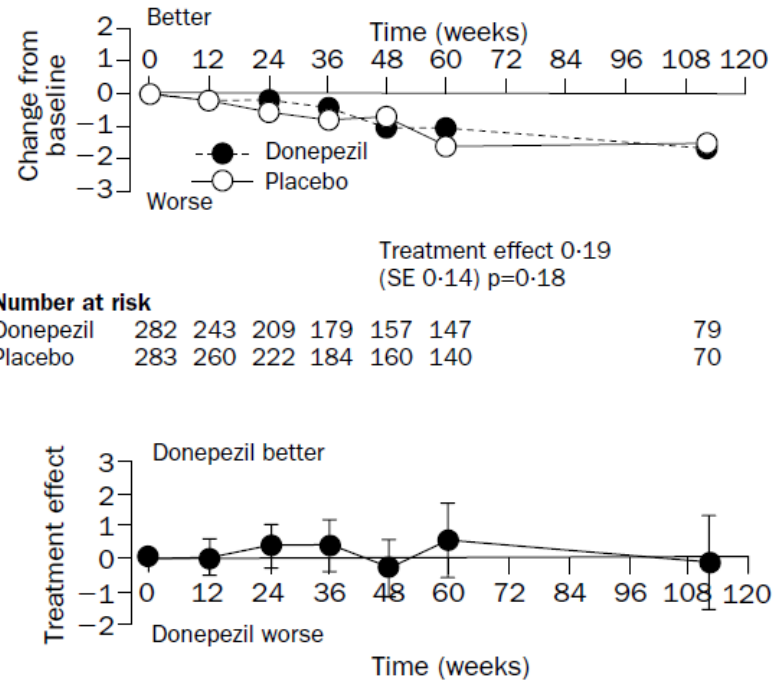 Better
Time (weeks)
0 12 24 36 48 60 72 84 96 108 120
2
1
0
−1
−2
−3
Change from
baseline
Donepezil
Placebo
Worse
Treatment effect 0·19
(SE 0·14) p=0·18
Number at risk
Donepezil 282 243 209 179 157 147 79
Placebo 283 260 222 184 160 140 70
Donepezil better
3
2
1
0
−1
−2
Treatment effect
0 12 24 36 48 60 72 84 96 108 120
Donepezil worse
Time (weeks)